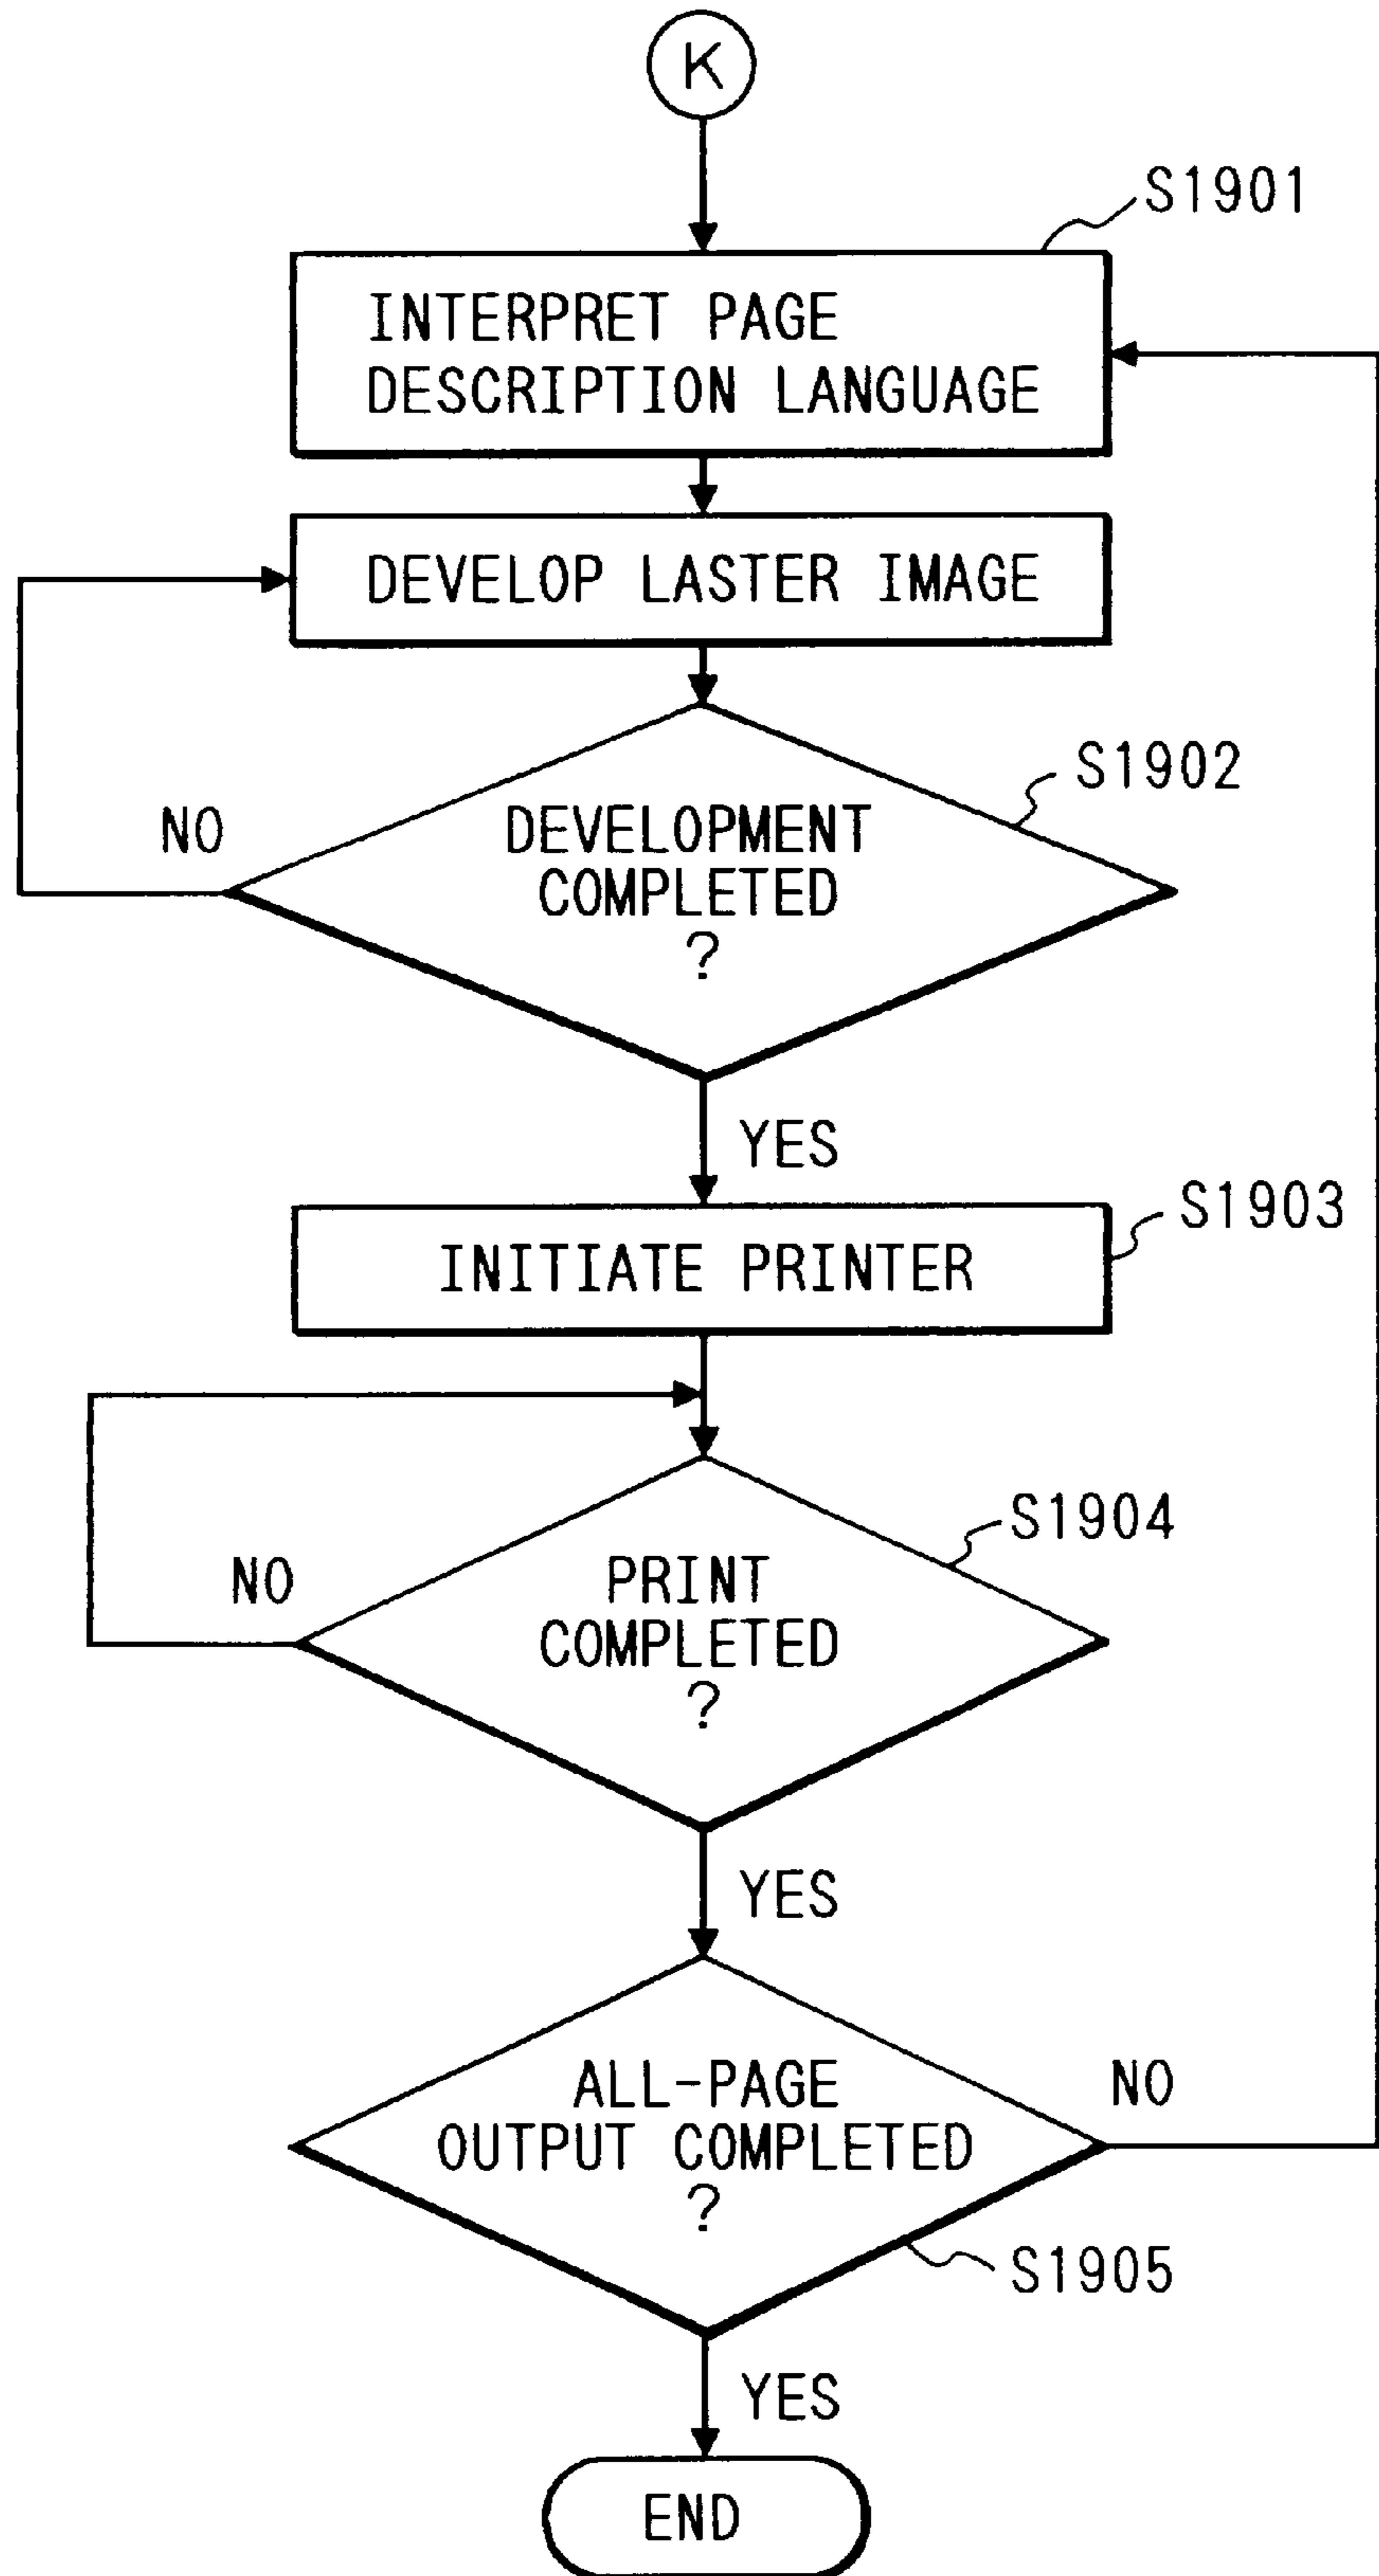 K
S1901
INTERPRET PAGE
DESCRIPTION LANGUAGE
DEVELOP LASTER IMAGE
S1902
NO
DEVELOPMENT
COMPLETED
?
YES
S1903
INITIATE PRINTER
S1904
NO
PRINT
COMPLETED
?
YES
ALL-PAGE
NO
OUTPUT COMPLETED
?
S1905
YES
END